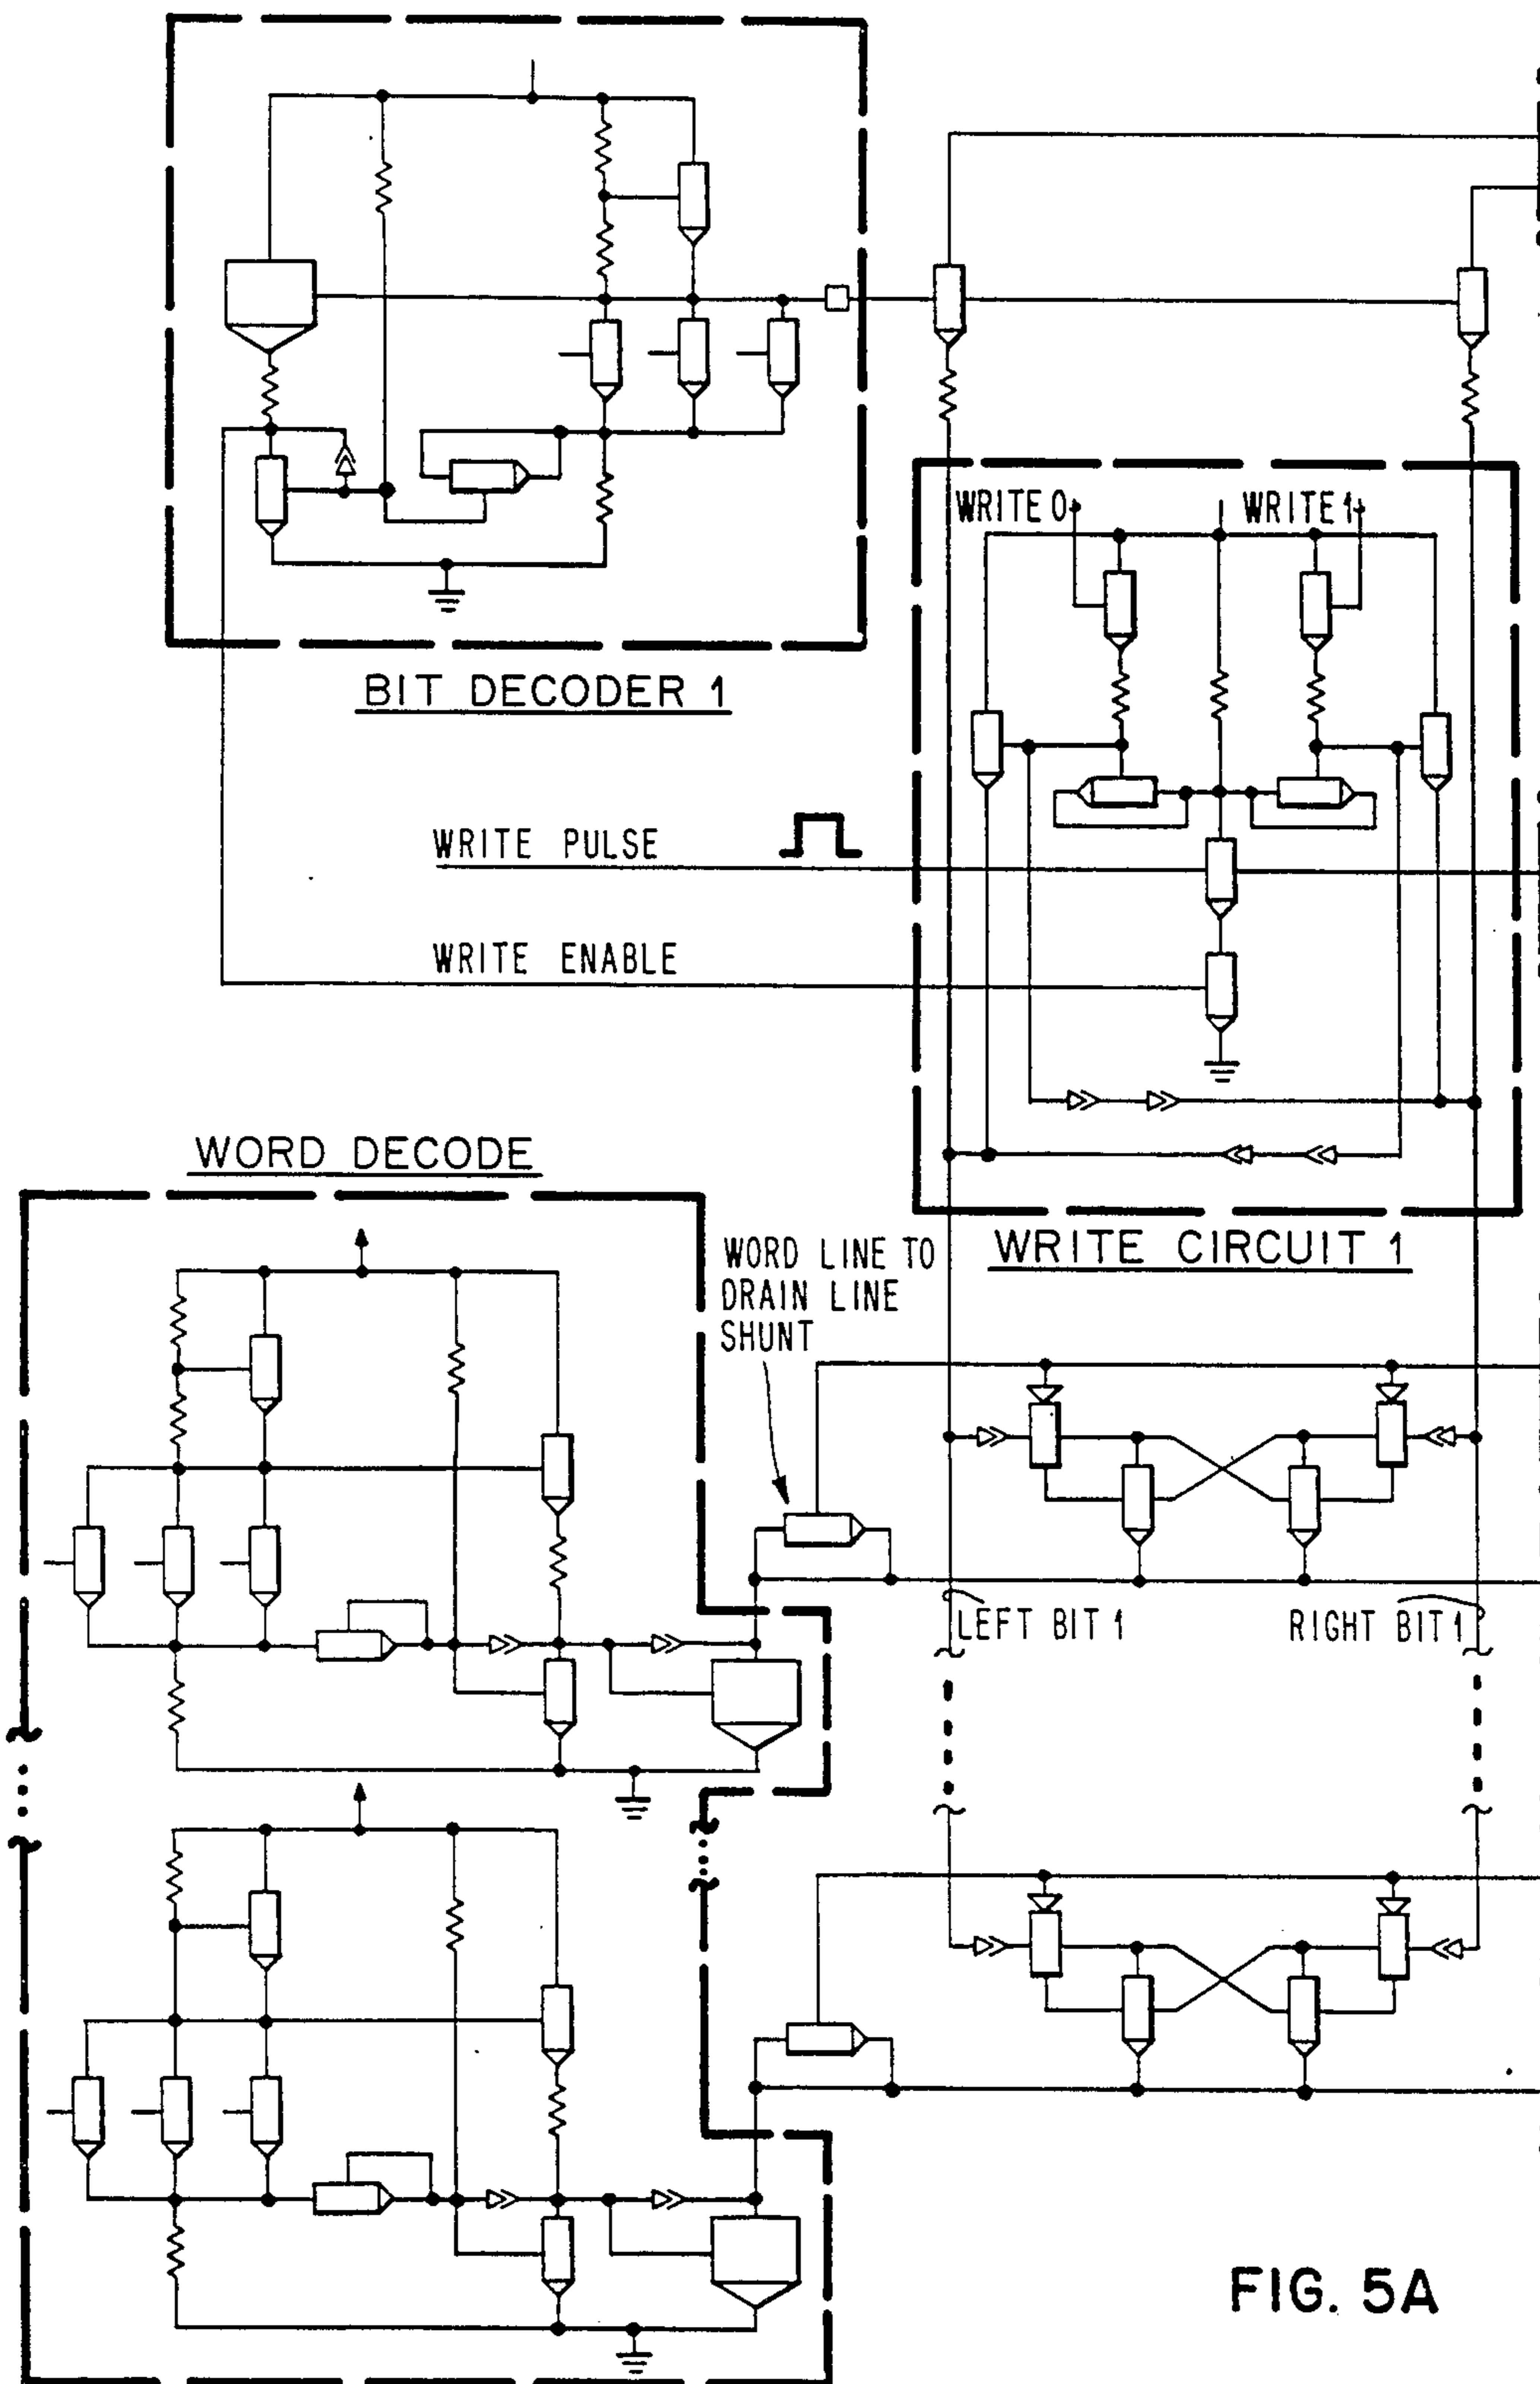 WRITE 0
WRITE 1
BIT DECODER 1
WRITE PULSE
WRITE ENABLE
WORD DECODE
WORD LINE TO
DRAIN LINE
SHUNT
WRITE CIRCUIT 1
LEFT BIT 1
RIGHT BIT 1
FIG. 5A